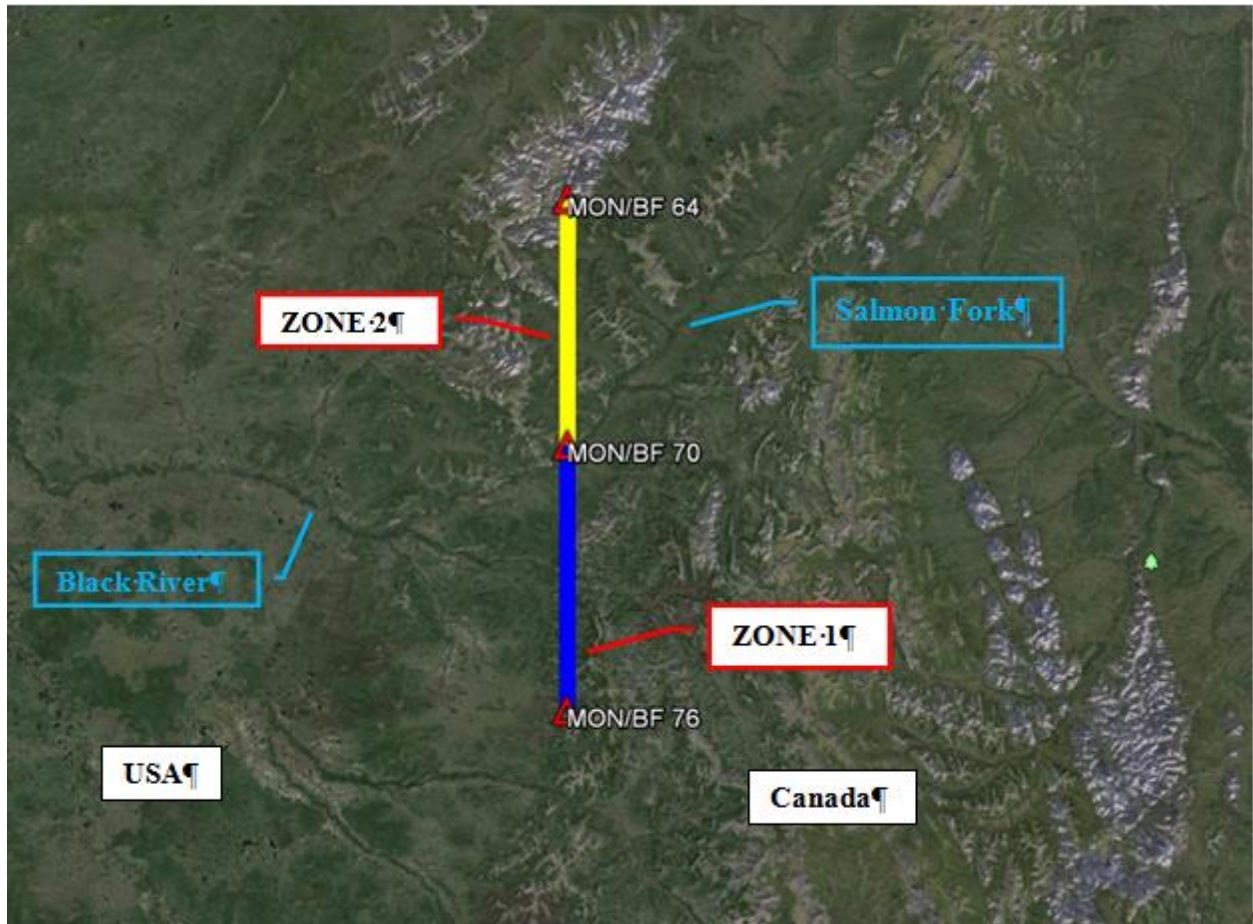 MON/BF 64
ZONE·2¶
Salmon·Fork¶
MON/BF 70
Black·River¶
ZONE·1¶
MON/BF 76
USA¶
Canada¶